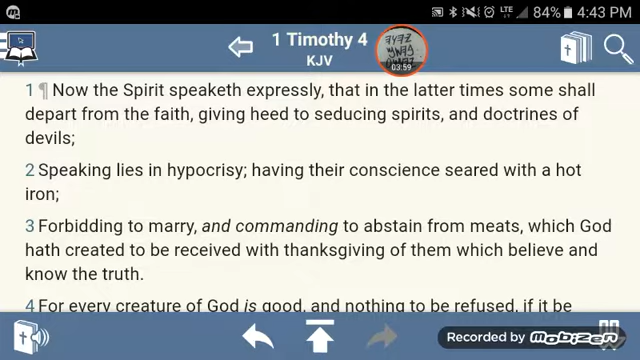 84% 4:43 PM
LTE
1 Timothy 4
KJV
03:59
1 ¶ Now the Spirit speaketh expressly, that in the latter times some shall
depart from the faith, giving heed to seducing spirits, and doctrines of
devils;
2 Speaking lies in hypocrisy; having their conscience seared with a hot
iron;
3 Forbidding to marry, and commanding to abstain from meats, which God
hath created to be received with thanksgiving of them which believe and
know the truth.
4 For every creature of God is good, and nothing to be refused, if it be
Recorded by Mobizen